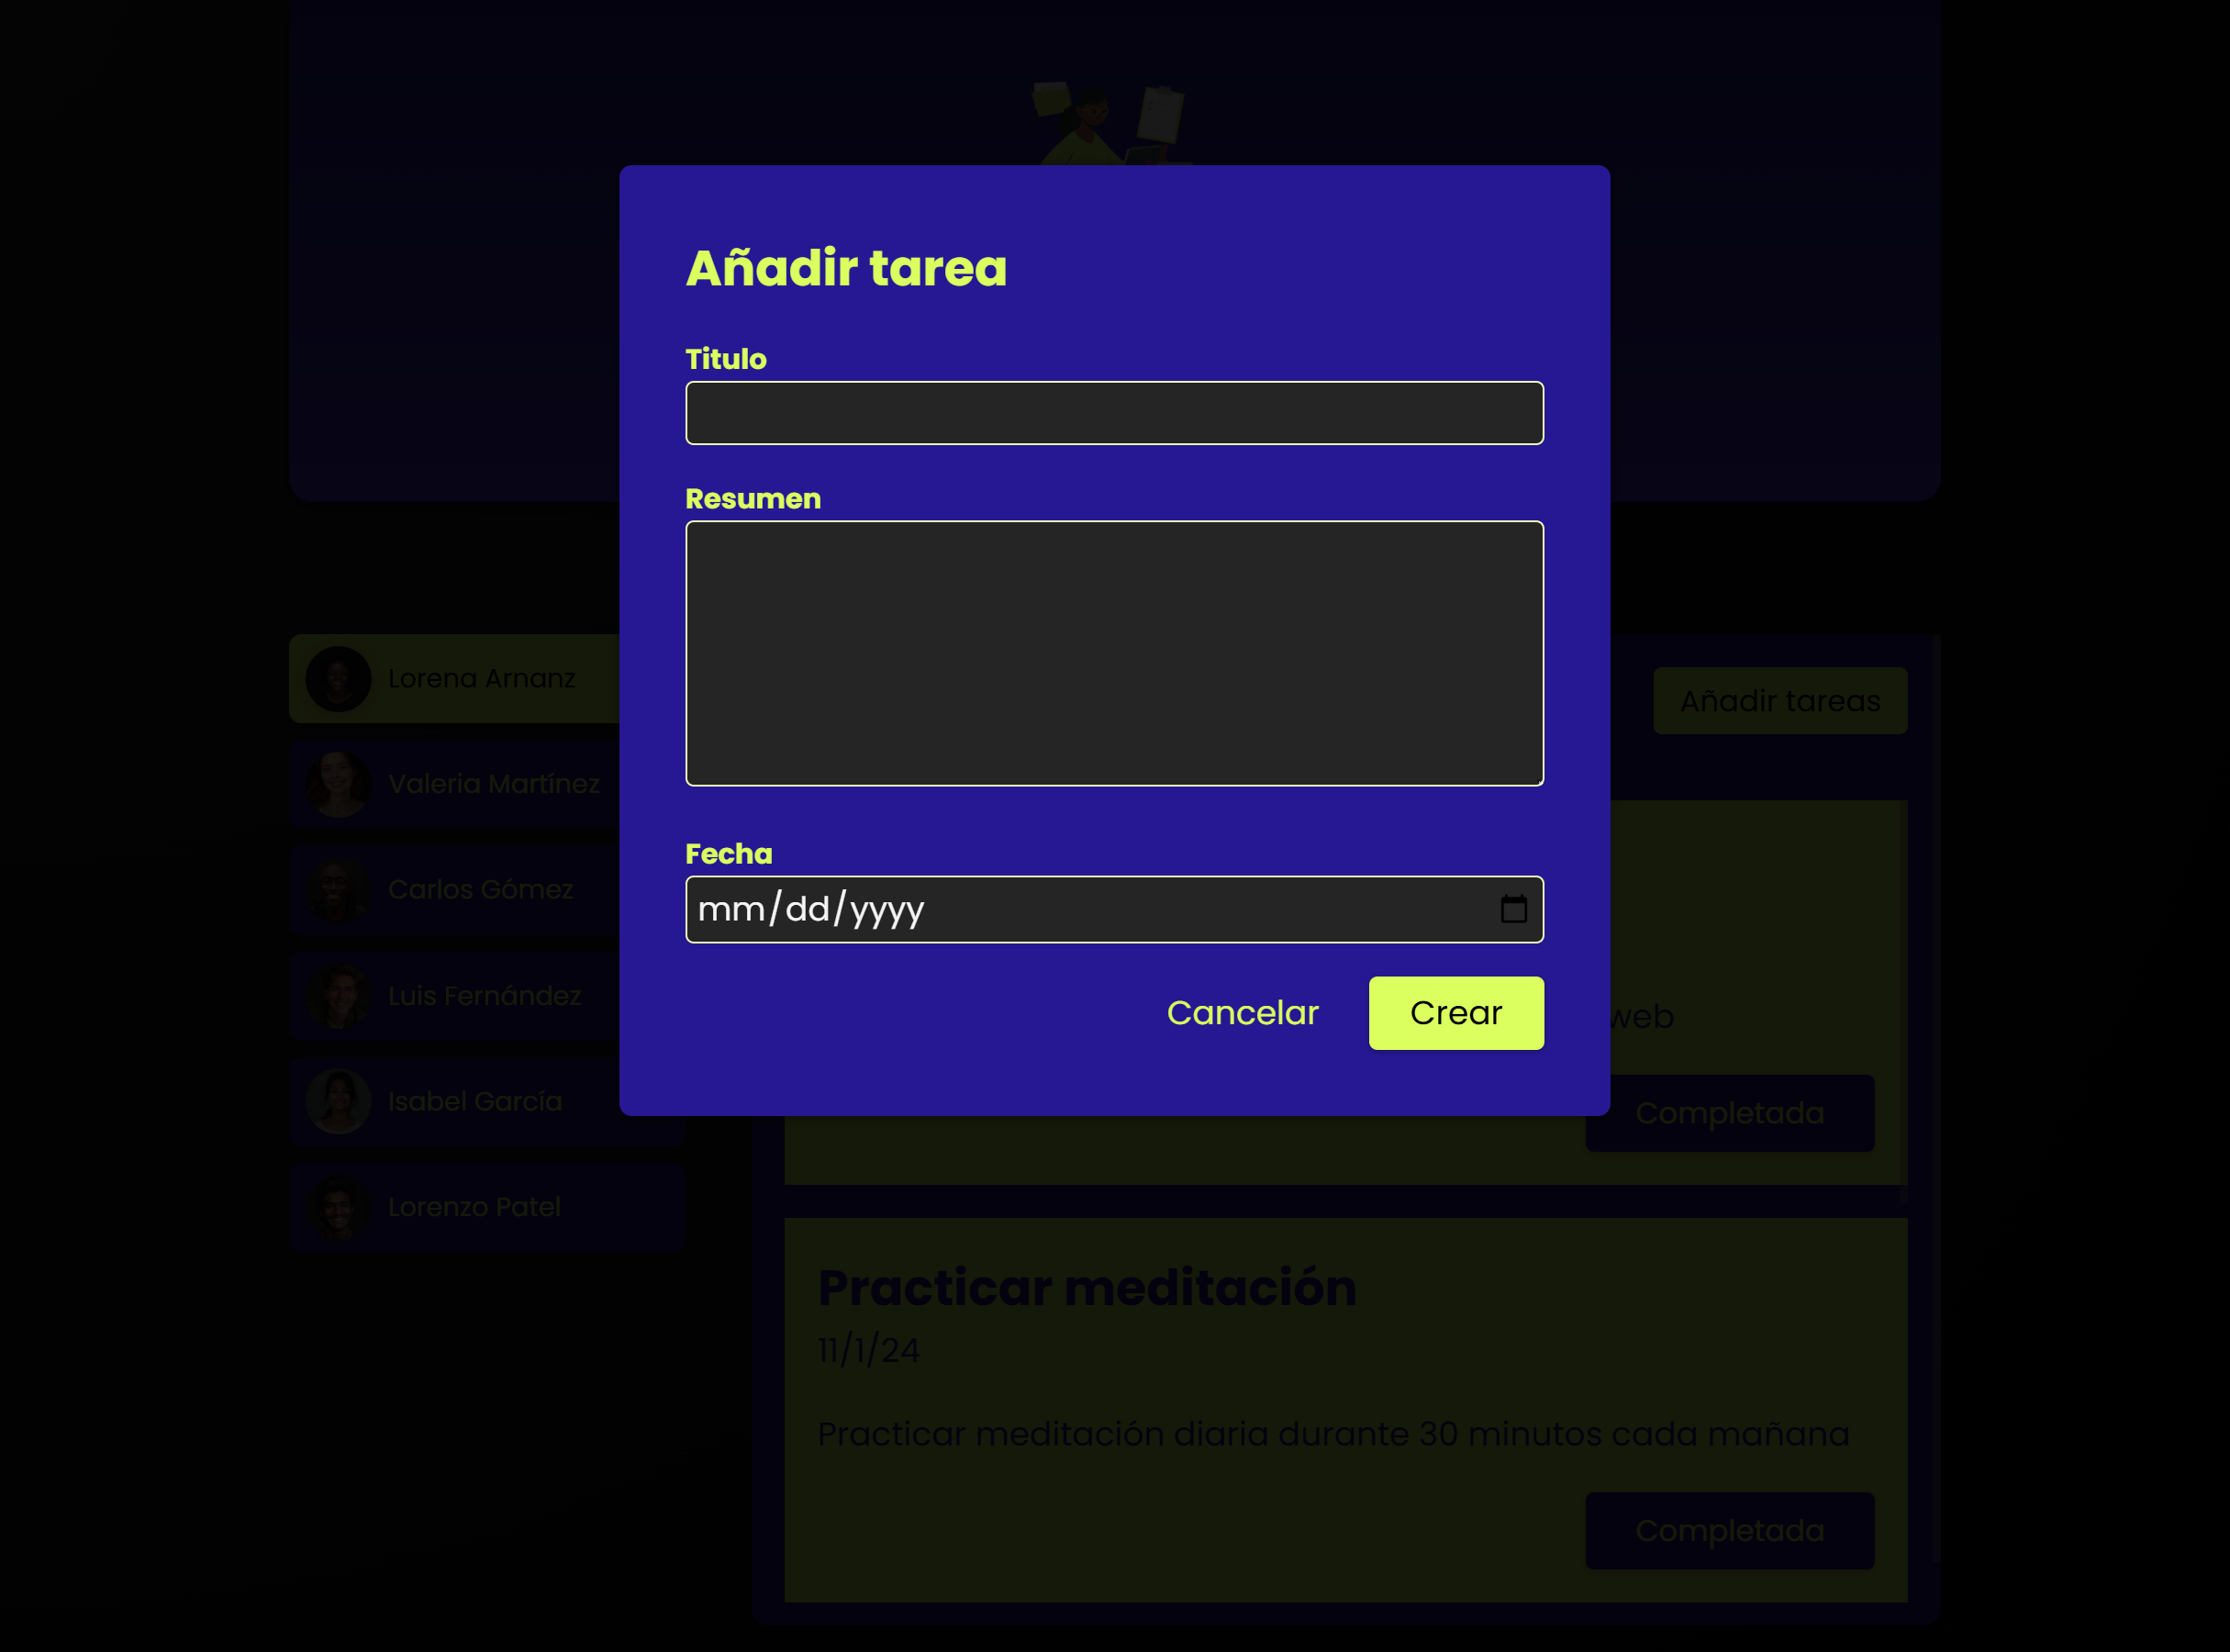 Añadir tarea
Titulo
Resumen
Fecha
mm/dd/yyyy
Cancelar
Crear
Lorena Arnanz
Valeria Martínez
Carlos Gómez
Luis Fernández
Isabel García
Lorenzo Patel
Añadir tareas
web
Completada
Practicar meditación
11/1/24
Practicar meditación diaria durante 30 minutos cada mañana
Completada